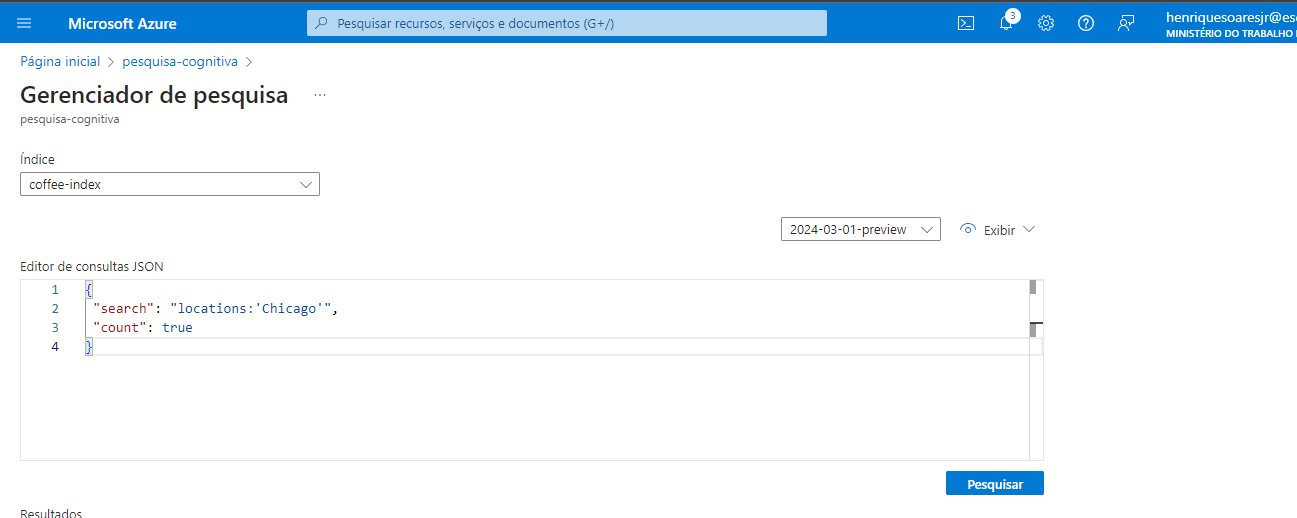 Microsoft Azure
Pesquisar recursos, serviços e documentos (G+/)
3
henriquesoaresjr@es
MINISTÉRIO DO TRABALHO
Página inicial > pesquisa-cognitiva >
Gerenciador de pesquisa ...
pesquisa-cognitiva
Índice
coffee-index
2024-03-01-preview
Exibir
Editor de consultas JSON
1 {
2 "search": "locations:'Chicago'",
3 "count": true
4 }
Pesquisar
Resultados